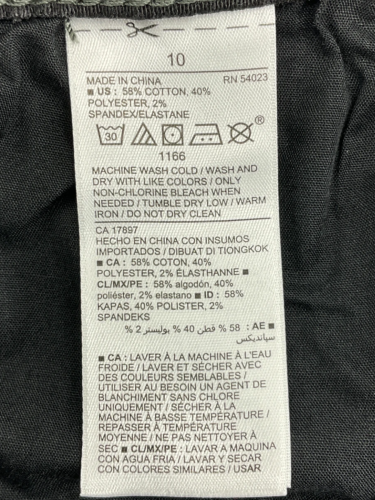 10
MADE IN CHINA RN 54023
■ US : 58% COTTON, 40%
POLYESTER, 2%
SPANDEX/ELASTANE
30 ®
1166
MACHINE WASH COLD / WASH AND
DRY WITH LIKE COLORS / ONLY
NON-CHLORINE BLEACH WHEN
NEEDED / TUMBLE DRY LOW / WARM
IRON / DO NOT DRY CLEAN
CA 17897
HECHO EN CHINA CON INSUMOS
IMPORTADOS / DIBUAT DI TIONGKOK
■ CA : 58% COTON, 40%
POLYESTER, 2% ÉLASTHANNE ■
CL/MX/PE : 58% algodón, 40%
poliéster, 2% elastano ■ ID : 58%
KAPAS, 40% POLISTER, 2%
SPANDEKS
■ AE : 58 % قطن 40 % پولیستر 2 %
سپاندیکس
■ CA : LAVER À LA MACHINE À L'EAU
FROIDE / LAVER ET SÉCHER AVEC
DES COULEURS SEMBLABLES /
UTILISER AU BESOIN UN AGENT DE
BLANCHIMENT SANS CHLORE
UNIQUEMENT / SÉCHER À LA
MACHINE À BASSE TEMPÉRATURE /
REPASSER À TEMPÉRATURE
MOYENNE / NE PAS NETTOYER À
SEC ■ CL/MX/PE : LAVAR A MAQUINA
CON AGUA FRIA / LAVAR Y SECAR
CON COLORES SIMILARES / USAR